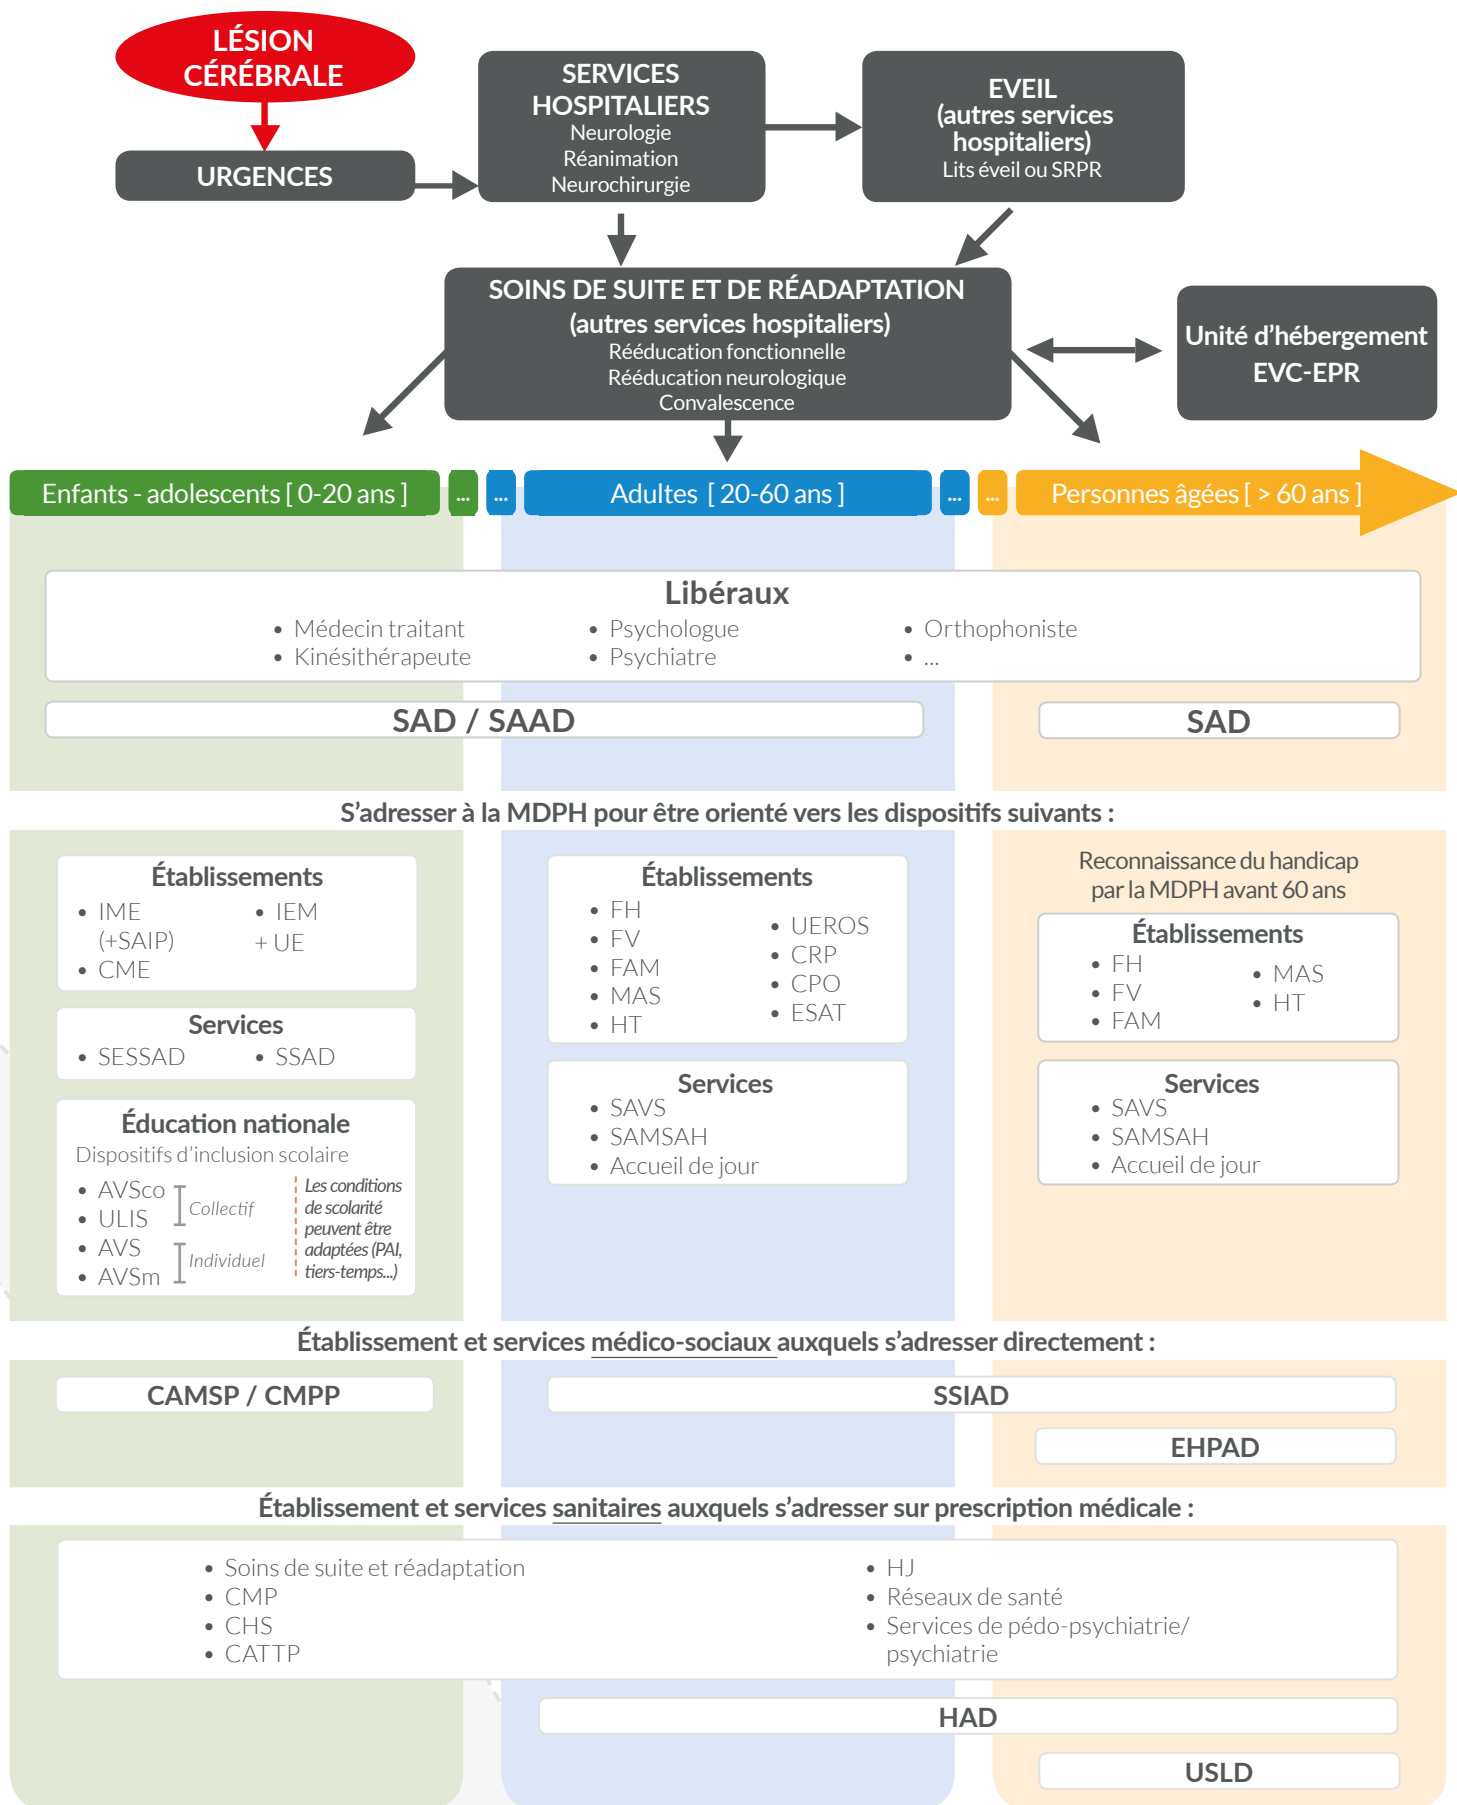 LÉSION
CÉRÉBRALE
URGENCES
SERVICES
HOSPITALIERS
Neurologie
Réanimation
Neurochirurgie
EVEIL
(autres services
hospitaliers)
Lits éveil ou SRPR
SOINS DE SUITE ET DE RÉADAPTATION
(autres services hospitaliers)
Rééducation fonctionnelle
Rééducation neurologique
Convalescence
Unité d’hébergement
EVC-EPR
Enfants - adolescents [ 0-20 ans ] ... ... Adultes [ 20-60 ans ] ... ... Personnes âgées [ > 60 ans ]
Libéraux
• Médecin traitant
• Kinésithérapeute
• Psychologue
• Psychiatre
• Orthophoniste
• ...
SAD / SAAD
SAD
S’adresser à la MDPH pour être orienté vers les dispositifs suivants :
Établissements
• IME
(+SAIP)
• CME
• IEM
+ UE
Services
• SESSAD
• SSAD
Éducation nationale
Dispositifs d’inclusion scolaire
• AVSco
• ULIS
Collectif
• AVS
• AVSm
Individuel
Les conditions
de scolarité
peuvent être
adaptées (PAI,
tiers-temps...)
Établissements
• FH
• FV
• FAM
• MAS
• HT
• UEROS
• CRP
• CPO
• ESAT
Services
• SAVS
• SAMSAH
• Accueil de jour
Reconnaissance du handicap
par la MDPH avant 60 ans
Établissements
• FH
• FV
• FAM
• MAS
• HT
Services
• SAVS
• SAMSAH
• Accueil de jour
Établissement et services médico-sociaux auxquels s’adresser directement :
CAMSP / CMPP
SSIAD
EHPAD
Établissement et services sanitaires auxquels s’adresser sur prescription médicale :
• Soins de suite et réadaptation
• CMP
• CHS
• CATTP
• HJ
• Réseaux de santé
• Services de pédo-psychiatrie/
psychiatrie
HAD
USLD